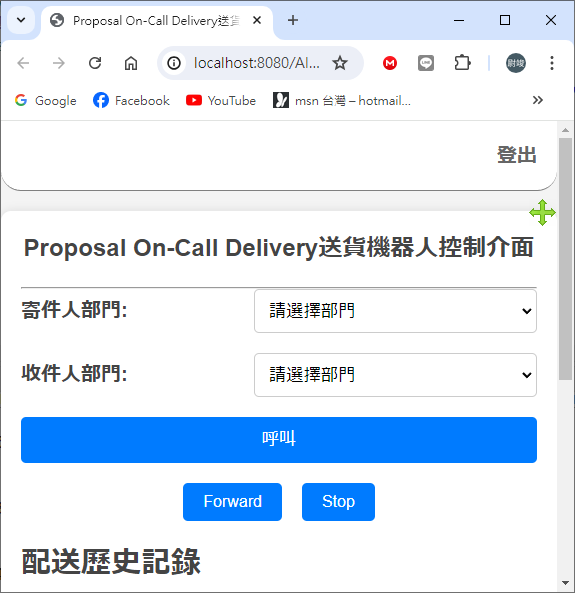 Proposal On-Call Delivery送貨
localhost:8080/Al...
尉竣
Google Facebook YouTube msn 台灣 – hotmail...
登出
Proposal On-Call Delivery送貨機器人控制介面
寄件人部門: 請選擇部門
收件人部門: 請選擇部門
呼叫
Forward Stop
配送歷史記錄